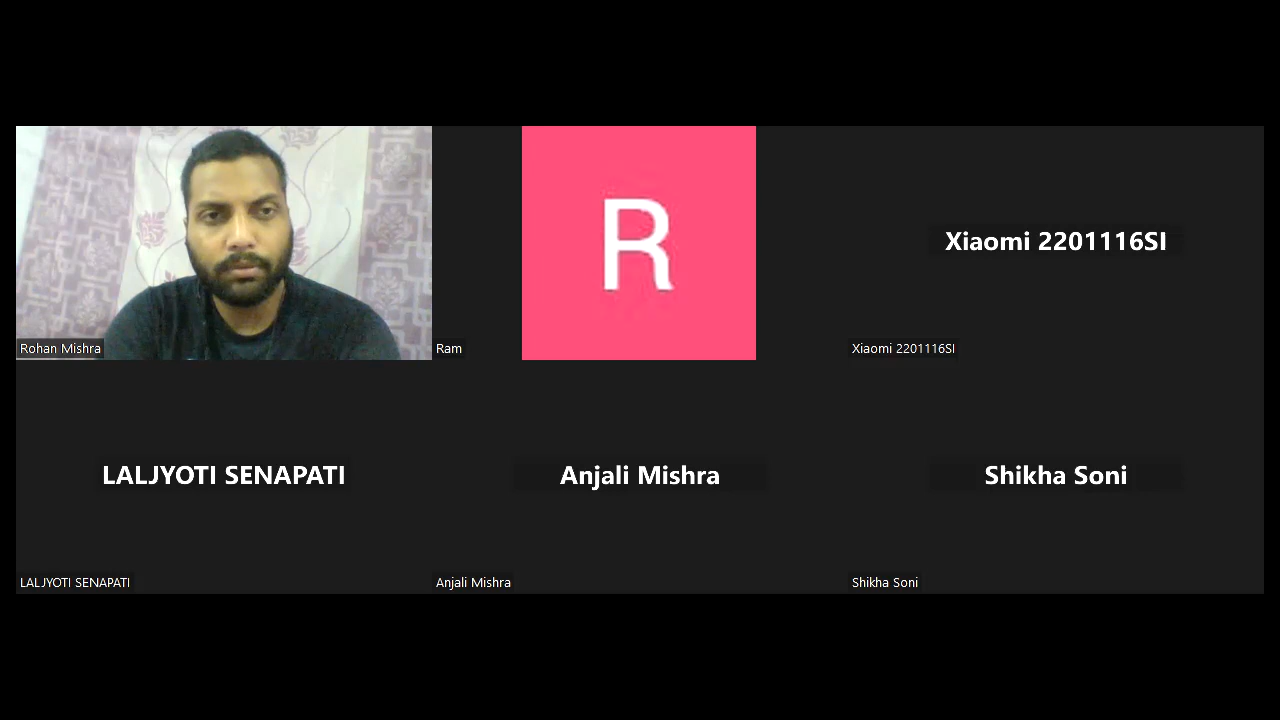 R
Xiaomi 2201116SI
Rohan Mishra
Ram
Xiaomi 2201116SI
LALJYOTI SENAPATI
Anjali Mishra
Shikha Soni
LALJYOTI SENAPATI
Anjali Mishra
Shikha Soni